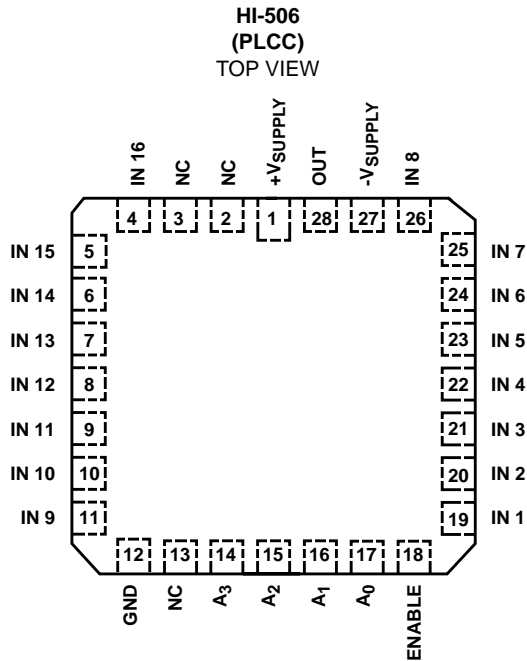 HI-506
(PLCC)
TOP VIEW
IN 16
NC
NC
+VSUPPLY
OUT
-VSUPPLY
IN 8
4
3
2
1
28
27
26
IN 15
5
25
IN 7
IN 14
6
24
IN 6
IN 13
7
23
IN 5
IN 12
8
22
IN 4
IN 11
9
21
IN 3
IN 10
10
20
IN 2
IN 9
11
19
IN 1
12
13
14
15
16
17
18
GND
NC
A3
A2
A1
A0
ENABLE